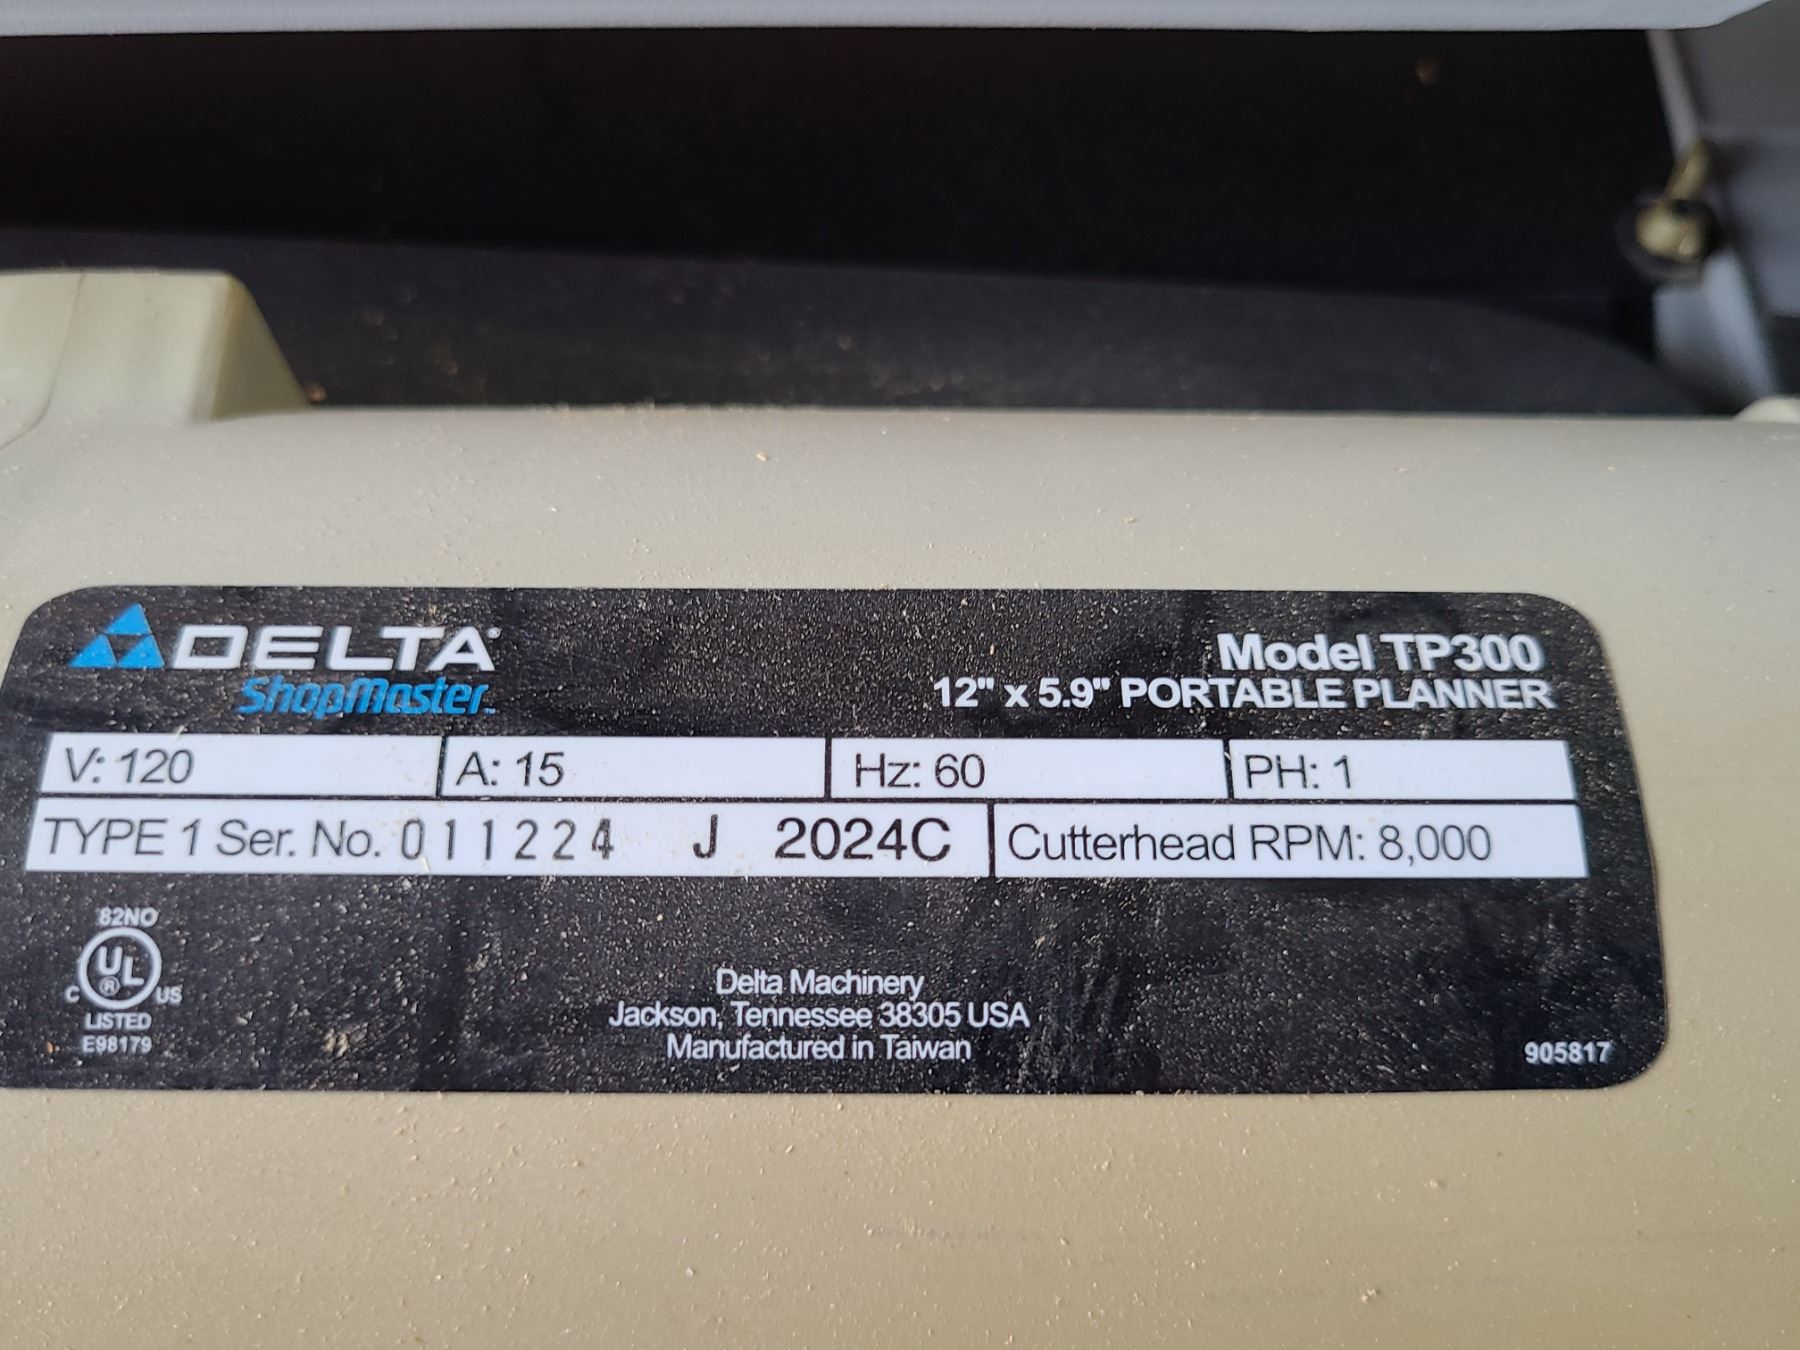 DELTA
ShopMaster
Model TP300
12" x 5.9" PORTABLE PLANNER
V: 120 A: 15 Hz: 60 PH: 1
TYPE 1 Ser. No. 011224 J 2024C Cutterhead RPM: 8,000
82NO
C UL ® US
LISTED
E98179
Delta Machinery
Jackson, Tennessee 38305 USA
Manufactured in Taiwan
905817